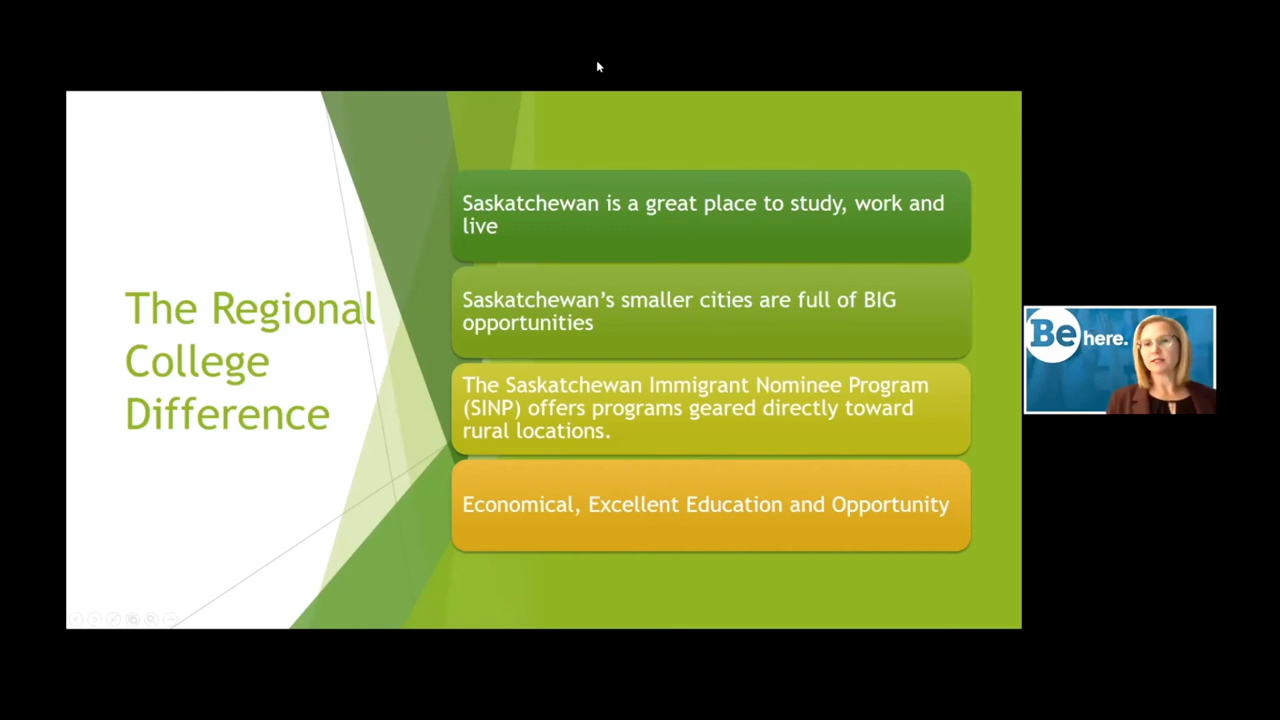 The Regional
College
Difference
Saskatchewan is a great place to study, work and
live
Saskatchewan's smaller cities are full of BIG
opportunities
The Saskatchewan Immigrant Nominee Program
(SINP) offers programs geared directly toward
rural locations.
Economical, Excellent Education and Opportunity
Be here.